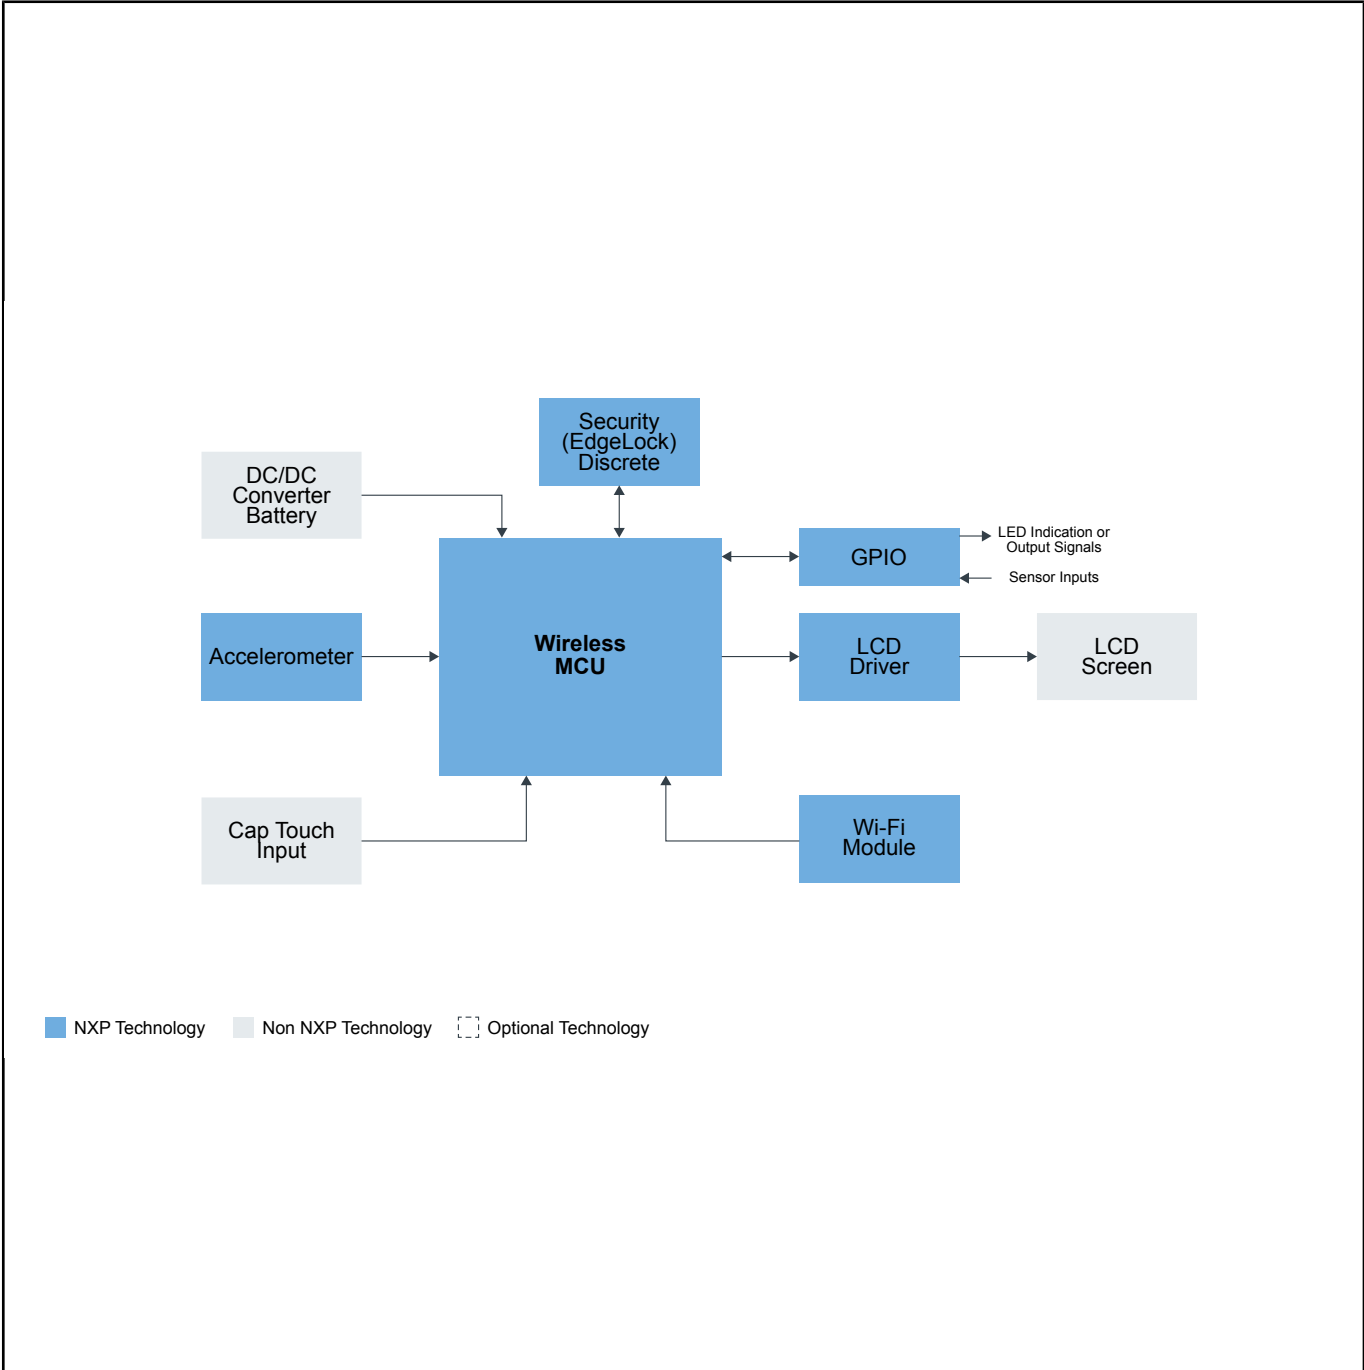 Security
(EdgeLock)
Discrete
DC/DC
Converter
Battery
GPIO
LED Indication or
Output Signals
Sensor Inputs
Accelerometer
Wireless
MCU
LCD
Driver
LCD
Screen
Cap Touch
Input
Wi-Fi
Module
NXP Technology
Non NXP Technology
Optional Technology